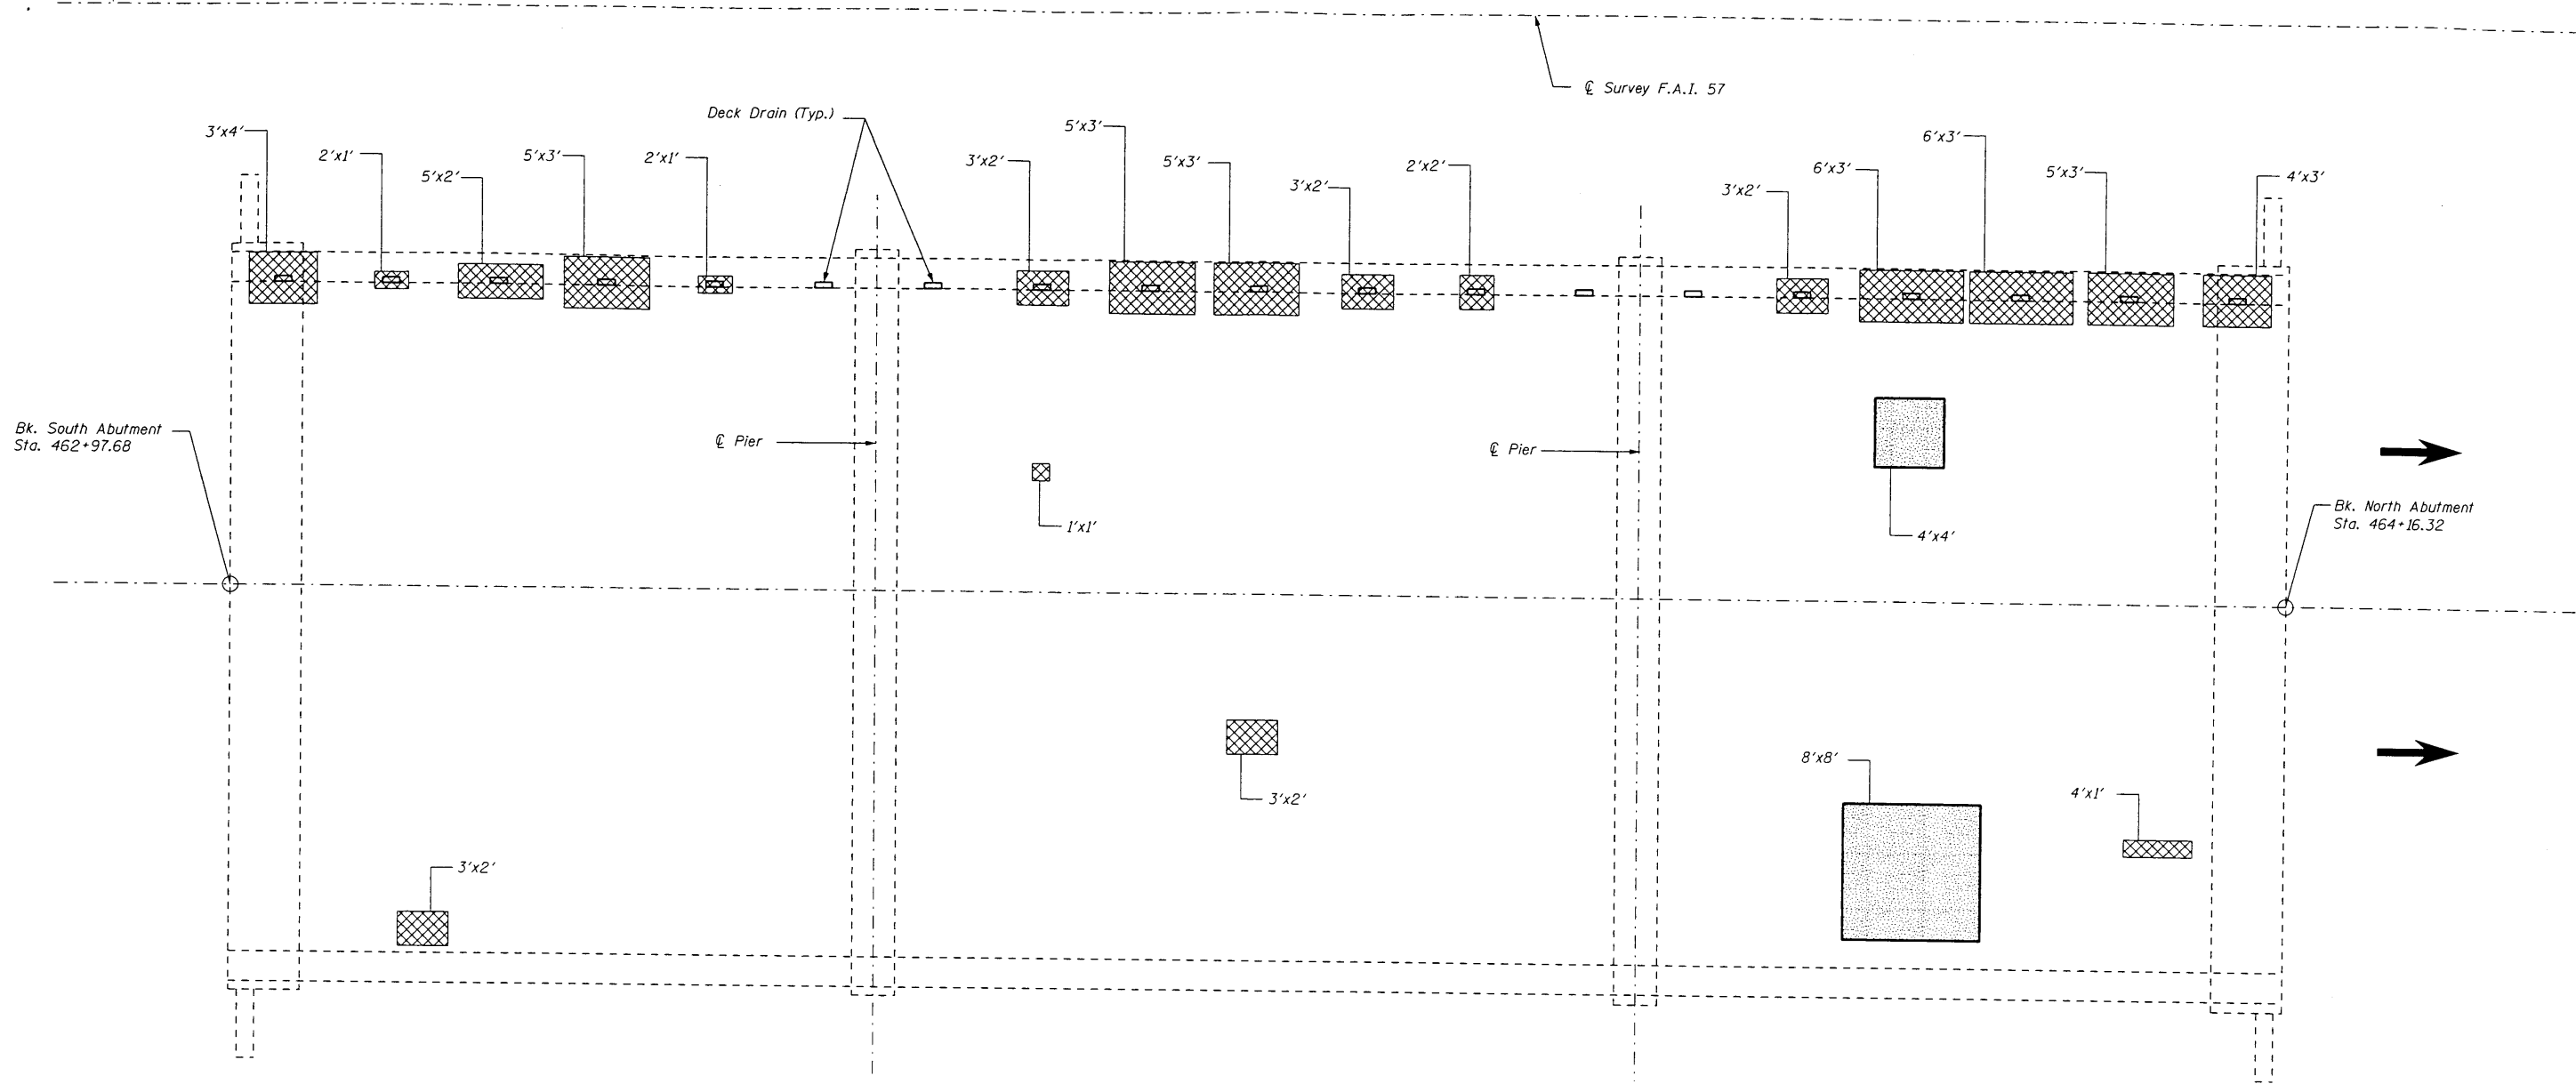 ℄ Survey F.A.I. 57
Deck Drain (Typ.)
3'x4'
2'x1'
5'x2'
5'x3'
2'x1'
3'x2'
5'x3'
5'x3'
3'x2'
2'x2'
3'x2'
6'x3'
6'x3'
5'x3'
4'x3'
Bk. South Abutment
Sta. 462+97.68
℄ Pier
℄ Pier
1'x1'
4'x4'
Bk. North Abutment
Sta. 464+16.32
3'x2'
8'x8'
4'x1'
3'x2'